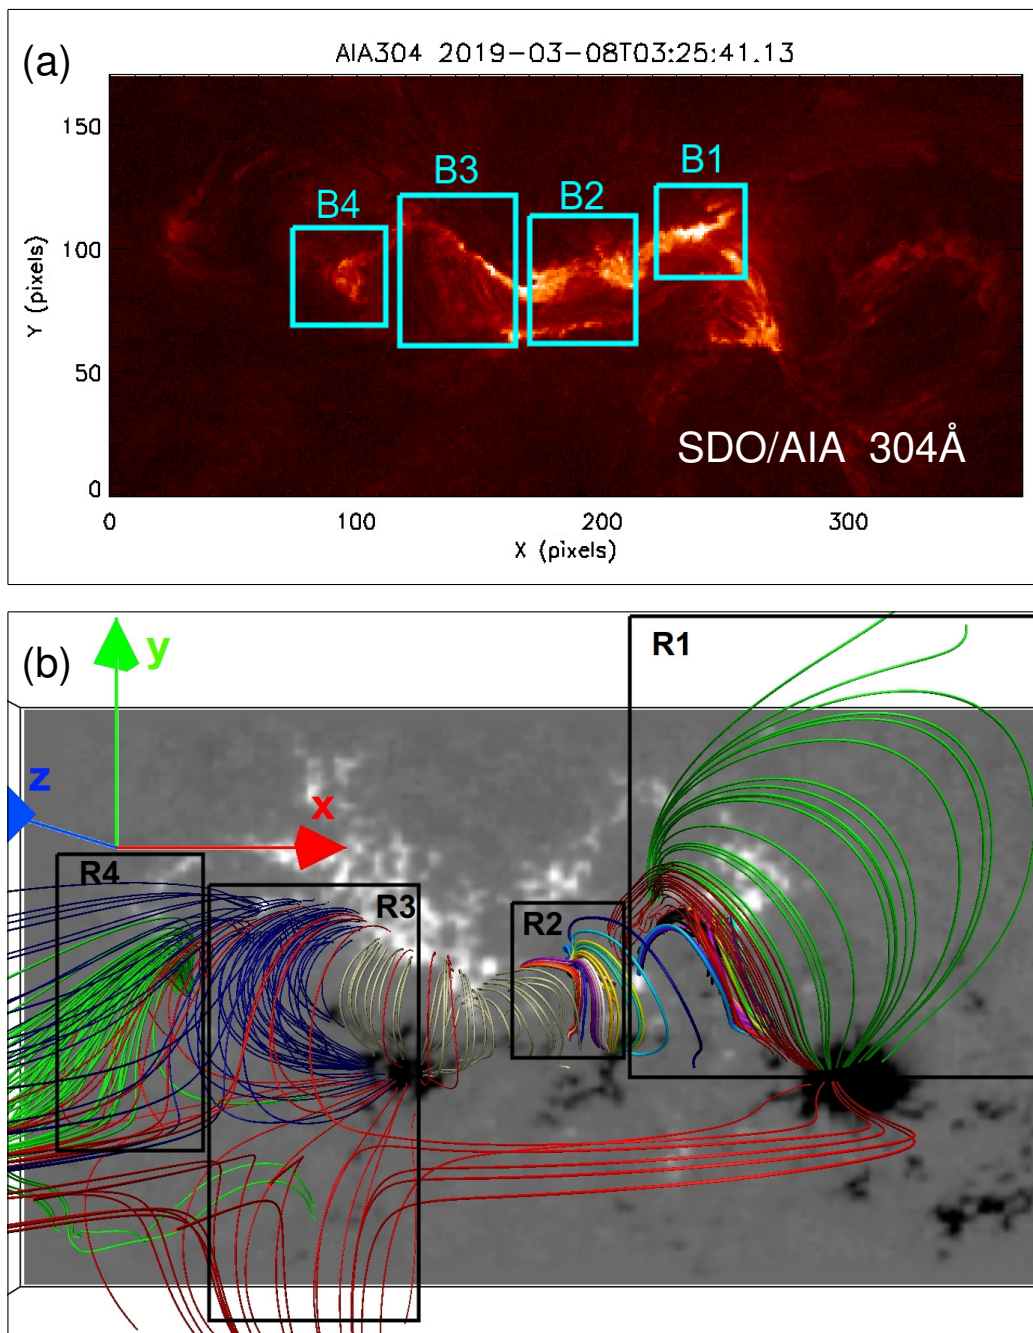 (a)
AIA304 2019-03-08T03:25:41.13
150
100
50
0
Y (pixels)
B4
B3
B2
B1
SDO/AIA 304Å
0
100
200
300
X (pixels)
(b)
y
z
x
R1
R2
R3
R4